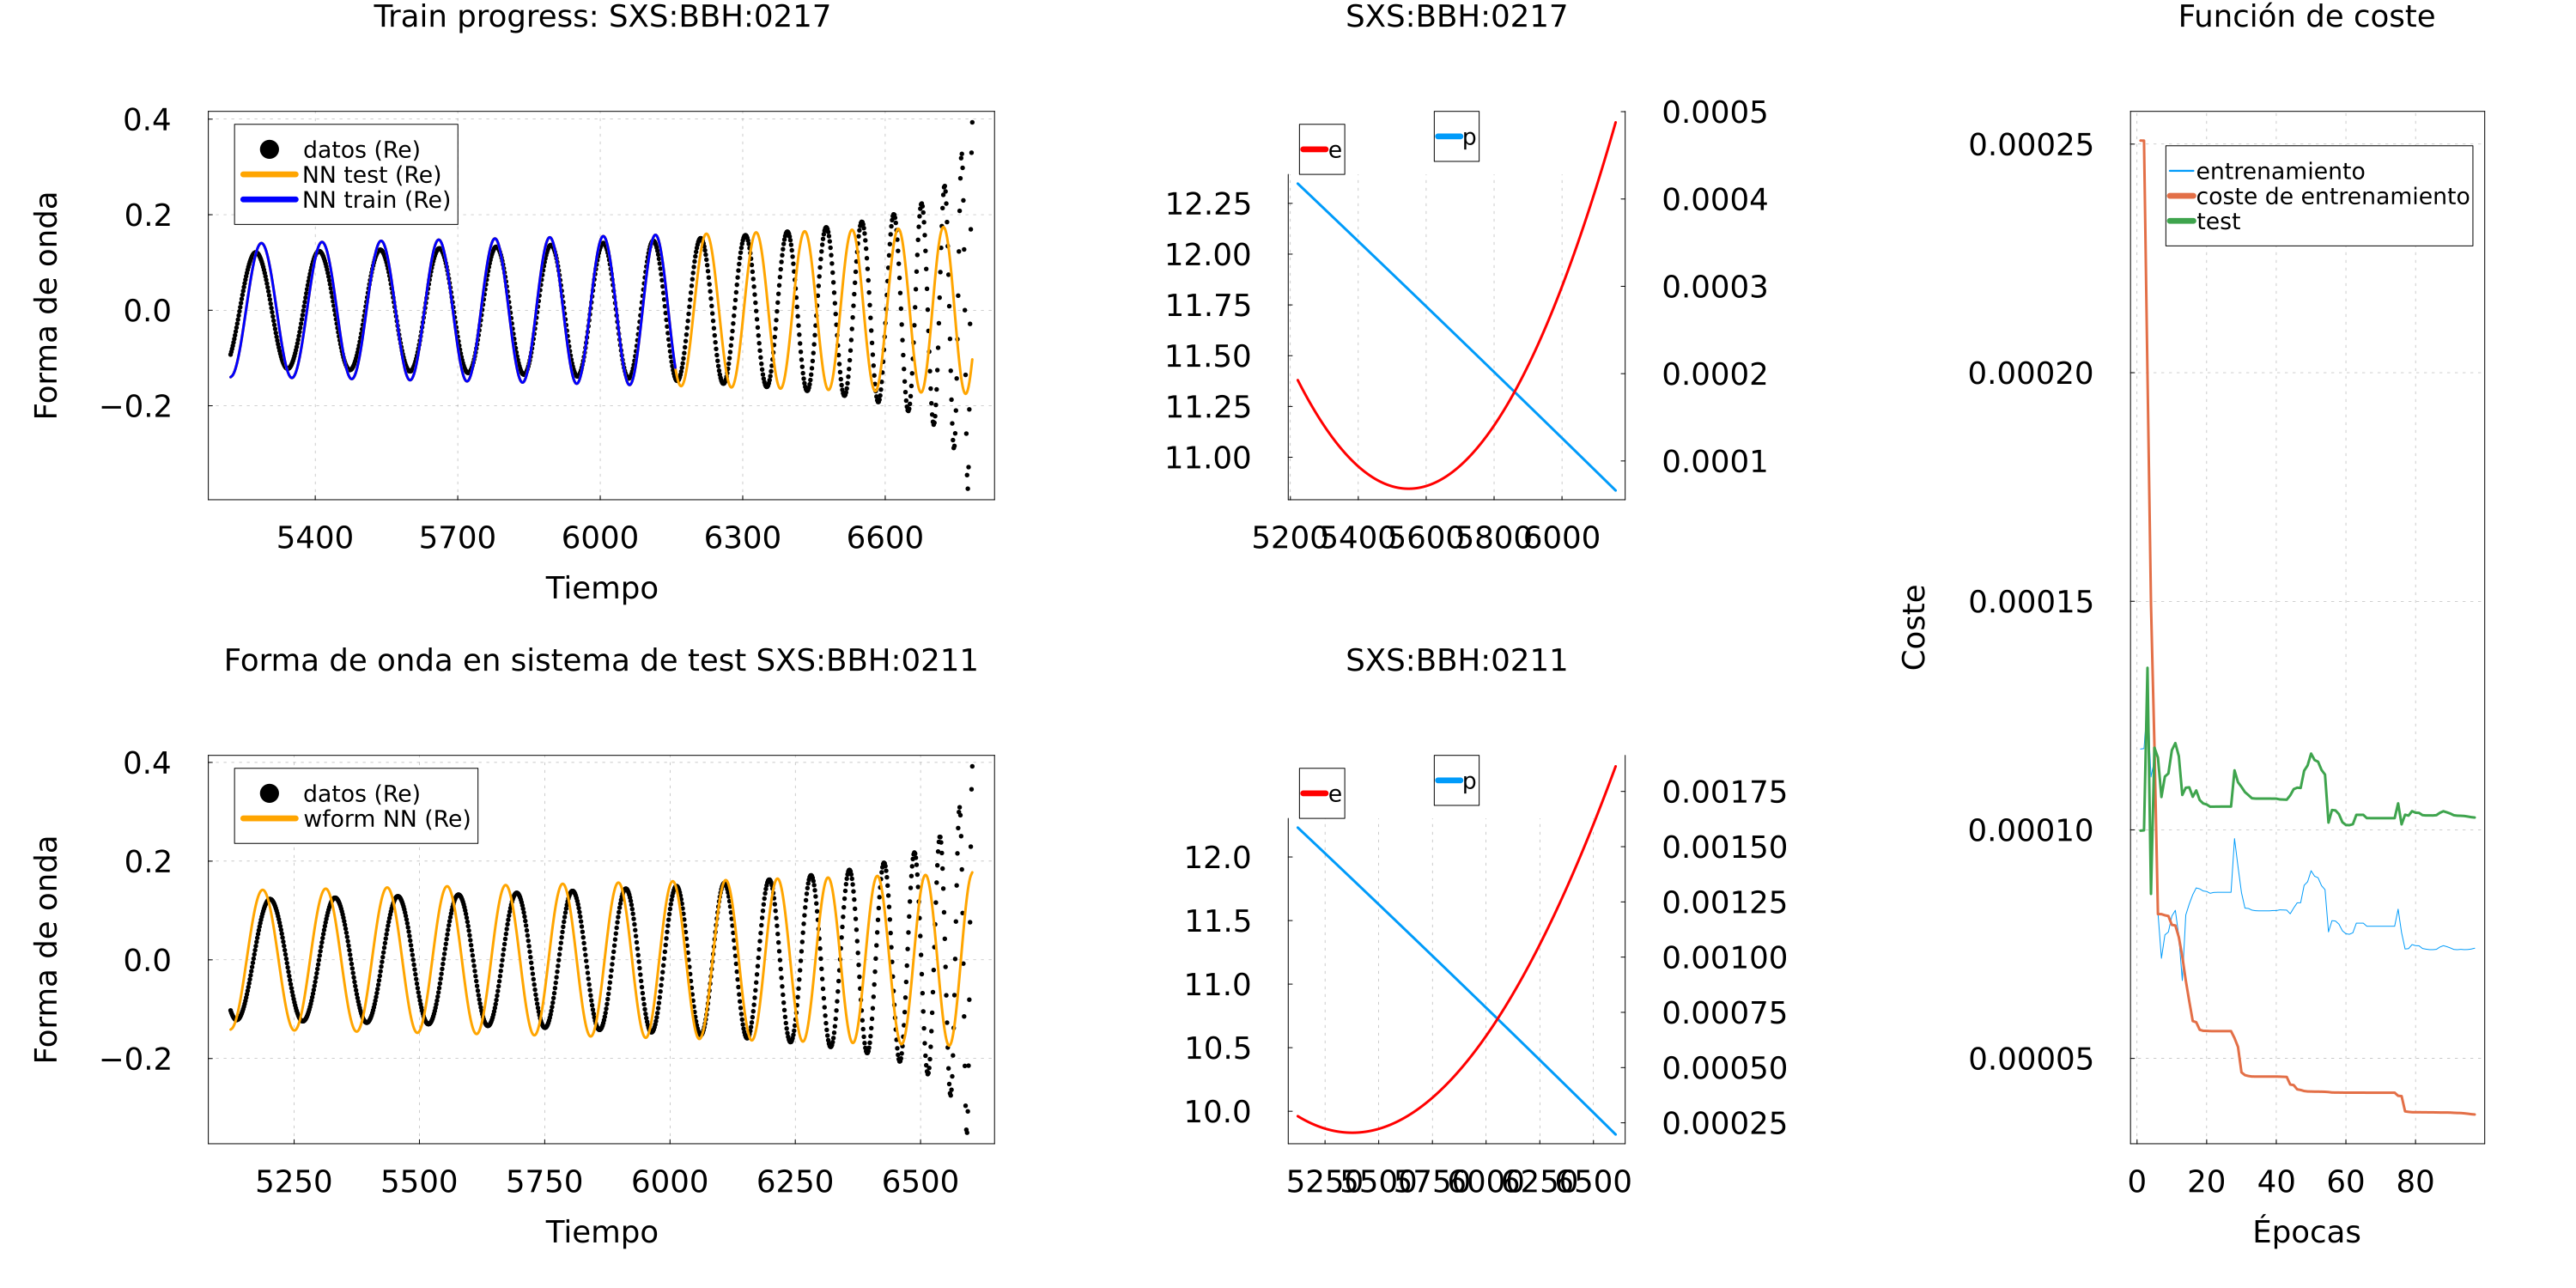 Train progress: SXS:BBH:0217
Forma de onda
0.4
0.2
0.0
−0.2
datos (Re)
NN test (Re)
NN train (Re)
5400 5700 6000 6300 6600
Tiempo
SXS:BBH:0217
e
p
12.25
12.00
11.75
11.50
11.25
11.00
0.0005
0.0004
0.0003
0.0002
0.0001
5200 5400 5600 5800 6000
Forma de onda en sistema de test SXS:BBH:0211
Forma de onda
0.4
0.2
0.0
−0.2
datos (Re)
wform NN (Re)
5250 5500 5750 6000 6250 6500
Tiempo
SXS:BBH:0211
e
p
12.0
11.5
11.0
10.5
10.0
0.00175
0.00150
0.00125
0.00100
0.00075
0.00050
0.00025
5250 5500 5750 6000 6250 6500
Función de coste
Coste
0.00025
0.00020
0.00015
0.00010
0.00005
entrenamiento
coste de entrenamiento
test
0 20 40 60 80
Épocas